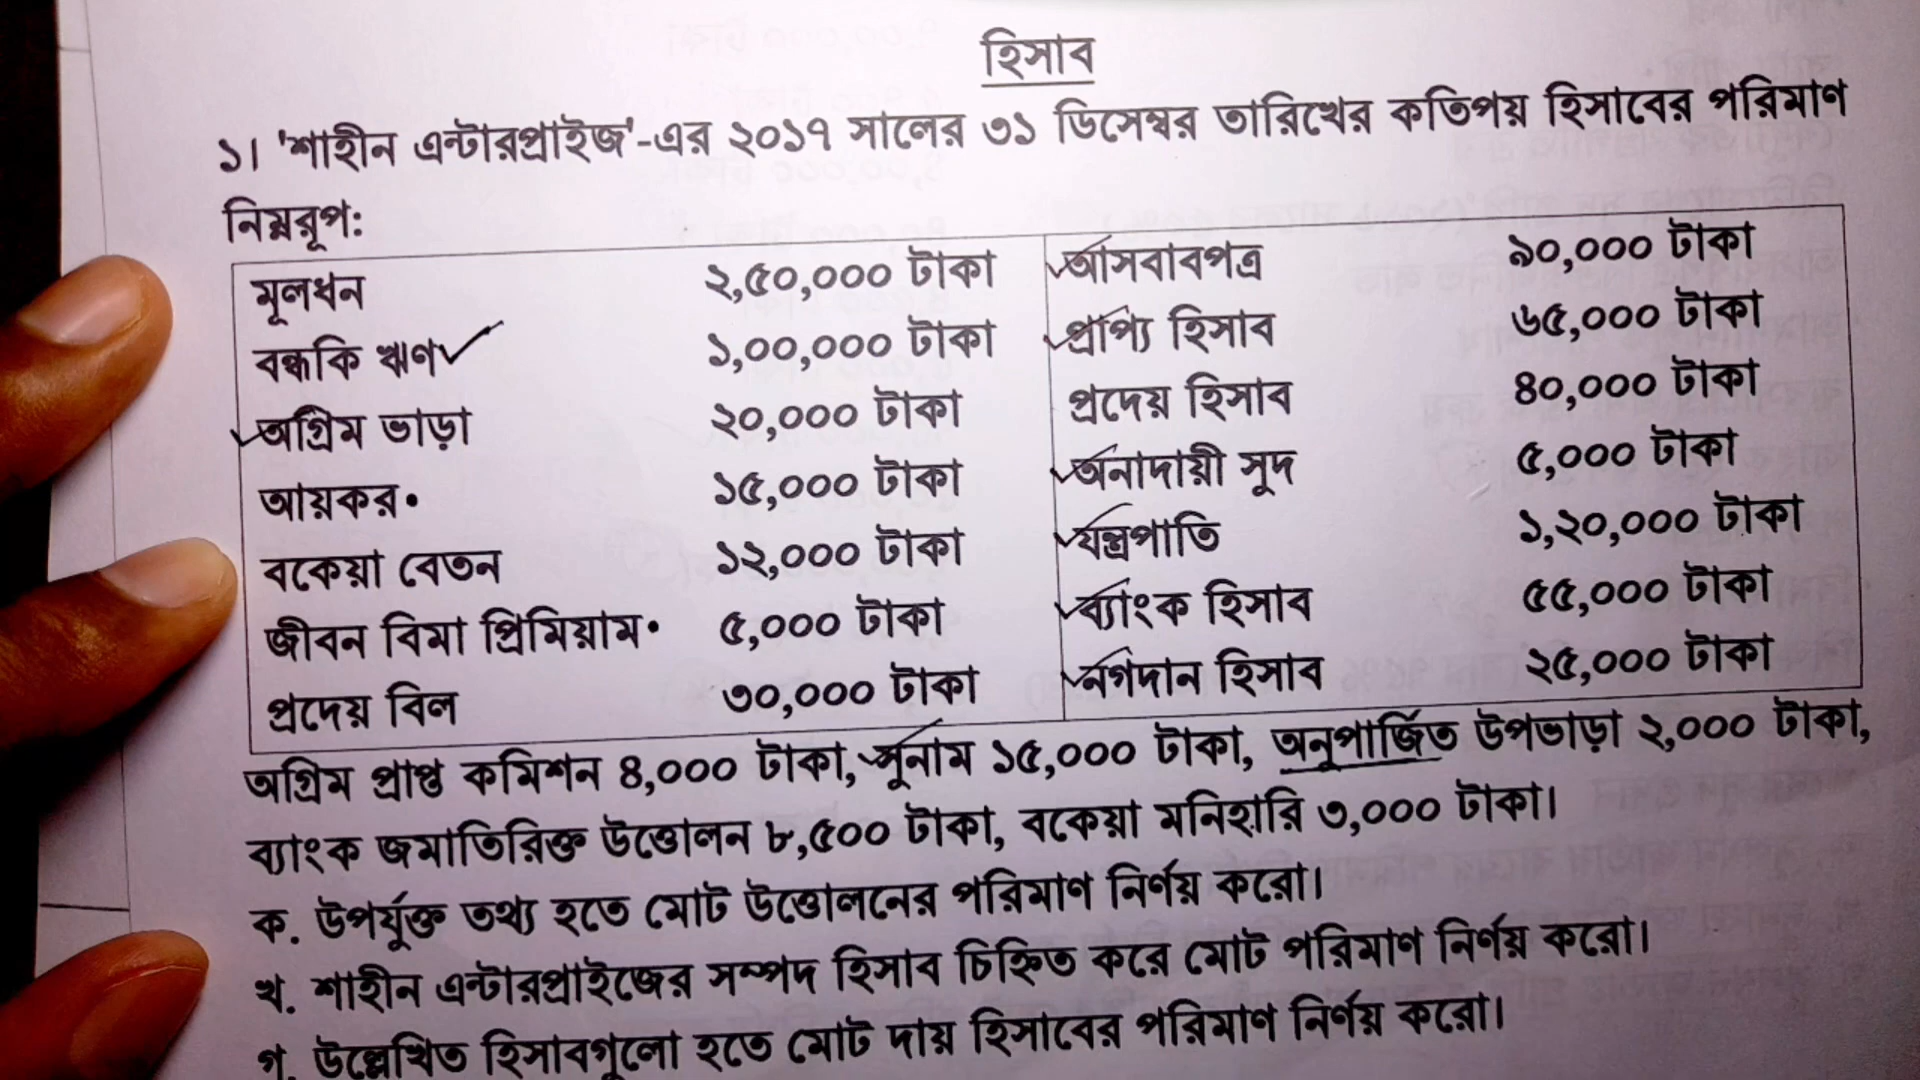 হিসাব
১। 'শাহীন এন্টারপ্রাইজ'-এর ২০১৭ সালের ৩১ ডিসেম্বর তারিখের কতিপয় হিসাবের পরিমাণ
নিম্নরূপ:
মূলধন ২,৫০,০০০ টাকা আসবাবপত্র ৯০,০০০ টাকা
বন্ধকি ঋণ ১,০০,০০০ টাকা প্রাপ্য হিসাব ৬৫,০০০ টাকা
অগ্রিম ভাড়া ২০,০০০ টাকা প্রদেয় হিসাব ৪০,০০০ টাকা
আয়কর ১৫,০০০ টাকা অনাদায়ী সুদ ৫,০০০ টাকা
বকেয়া বেতন ১২,০০০ টাকা যন্ত্রপাতি ১,২০,০০০ টাকা
জীবন বিমা প্রিমিয়াম ৫,০০০ টাকা ব্যাংক হিসাব ৫৫,০০০ টাকা
প্রদেয় বিল ৩০,০০০ টাকা নগদান হিসাব ২৫,০০০ টাকা
অগ্রিম প্রাপ্ত কমিশন ৪,০০০ টাকা, সুনাম ১৫,০০০ টাকা, অনুপার্জিত উপভাড়া ২,০০০ টাকা,
ব্যাংক জমাতিরিক্ত উত্তোলন ৮,৫০০ টাকা, বকেয়া মনিহারি ৩,০০০ টাকা।
ক. উপর্যুক্ত তথ্য হতে মোট উত্তোলনের পরিমাণ নির্ণয় করো।
খ. শাহীন এন্টারপ্রাইজের সম্পদ হিসাব চিহ্নিত করে মোট পরিমাণ নির্ণয় করো।
গ. উল্লেখিত হিসাবগুলো হতে মোট দায় হিসাবের পরিমাণ নির্ণয় করো।